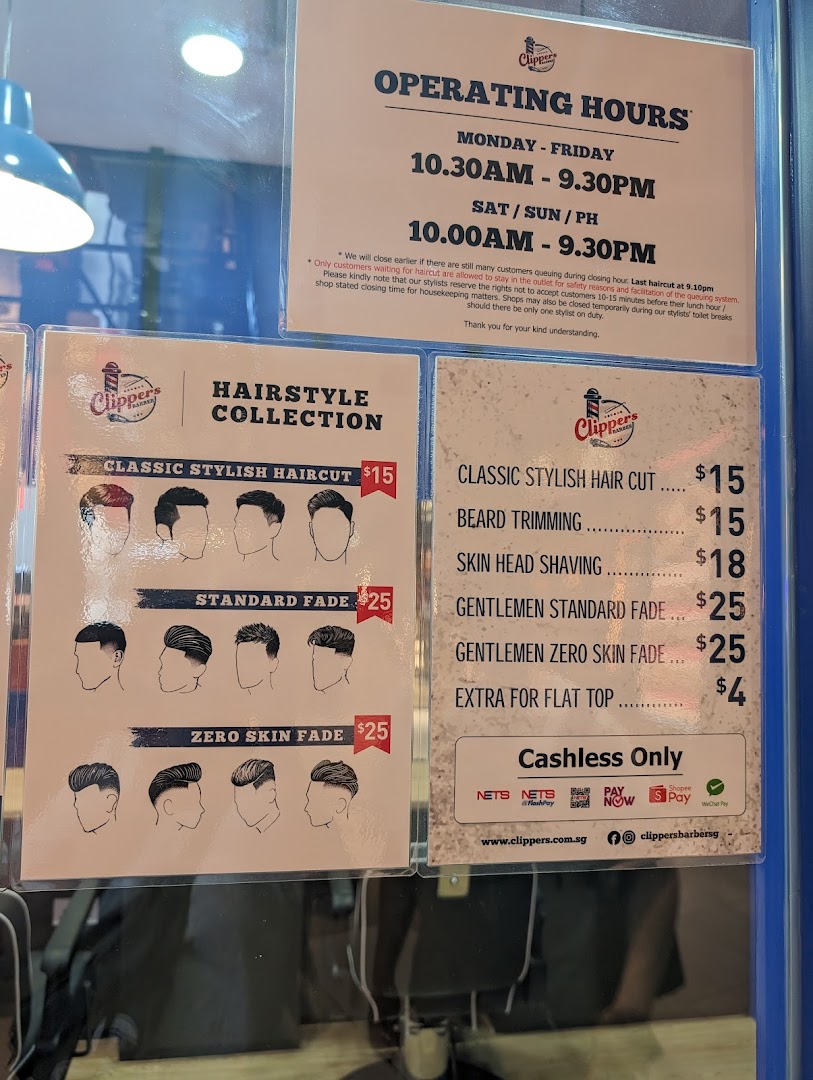 Clippers
BARBER
OPERATING HOURS*
MONDAY - FRIDAY
10.30AM - 9.30PM
SAT / SUN / PH
10.00AM - 9.30PM
* We will close earlier if there are still many customers queuing during closing hour. Last haircut at 9.10pm
* Only customers waiting for haircut are allowed to stay in the outlet for safety reasons and facilitation of the queuing system.
Please kindly note that our stylists reserve the rights not to accept customers 10-15 minutes before their lunch hour /
shop stated closing time for housekeeping matters. Shops may also be closed temporarily during our stylists' toilet breaks
should there be only one stylist on duty.
Thank you for your kind understanding.
Clippers
BARBER
HAIRSTYLE
COLLECTION
CLASSIC STYLISH HAIRCUT $15
STANDARD FADE $25
ZERO SKIN FADE $25
Clippers
BARBER
CLASSIC STYLISH HAIR CUT ..... $15
BEARD TRIMMING .................. $15
SKIN HEAD SHAVING .............. $18
GENTLEMEN STANDARD FADE ... $25
GENTLEMEN ZERO SKIN FADE ... $25
EXTRA FOR FLAT TOP ............ $4
Cashless Only
NETS NETS FlashPay NETS PAY NOW Shopee Pay WeChat Pay
www.clippers.com.sg clippersbarbersg